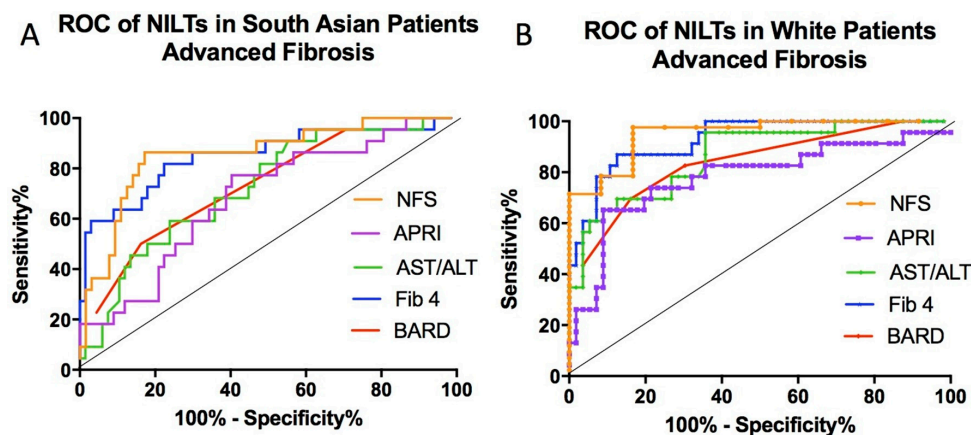 A
ROC of NILTs in South Asian Patients
Advanced Fibrosis
Sensitivity%
100
80
60
40
20
0
NFS
APRI
AST/ALT
Fib 4
BARD
0 20 40 60 80 100
100% - Specificity%
B
ROC of NILTs in White Patients
Advanced Fibrosis
Sensitivity%
100
80
60
40
20
0
NFS
APRI
AST/ALT
Fib 4
BARD
0 20 40 60 80 100
100% - Specificity%